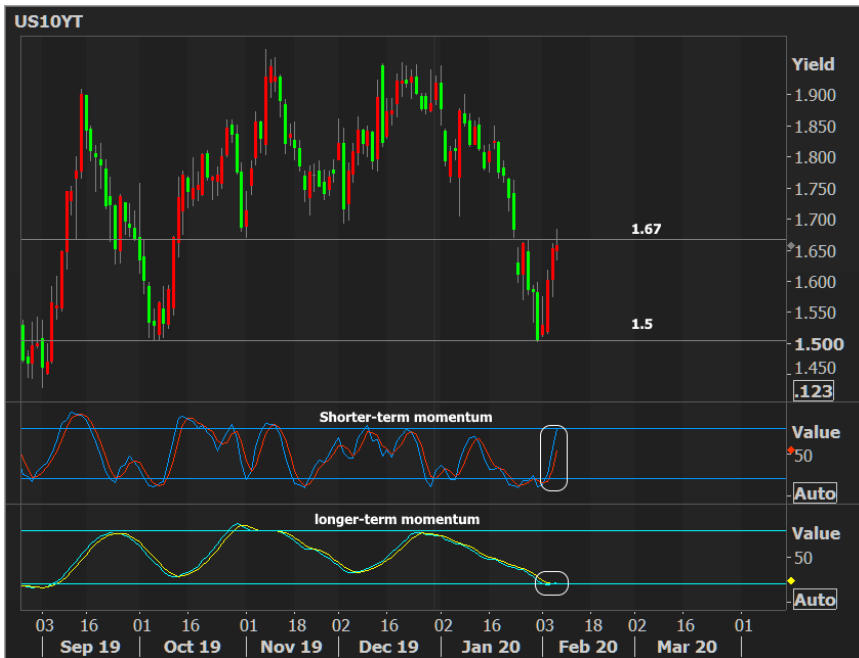 US10YT
Yield
1.900
1.850
1.800
1.750
1.700
1.67
1.650
1.600
1.550
1.5
1.500
1.450
.123
Shorter-term momentum
Value
50
Auto
longer-term momentum
Value
50
Auto
03 16 01 16 01 18 02 16 02 16 03 18 02 16 01
Sep 19 Oct 19 Nov 19 Dec 19 Jan 20 Feb 20 Mar 20